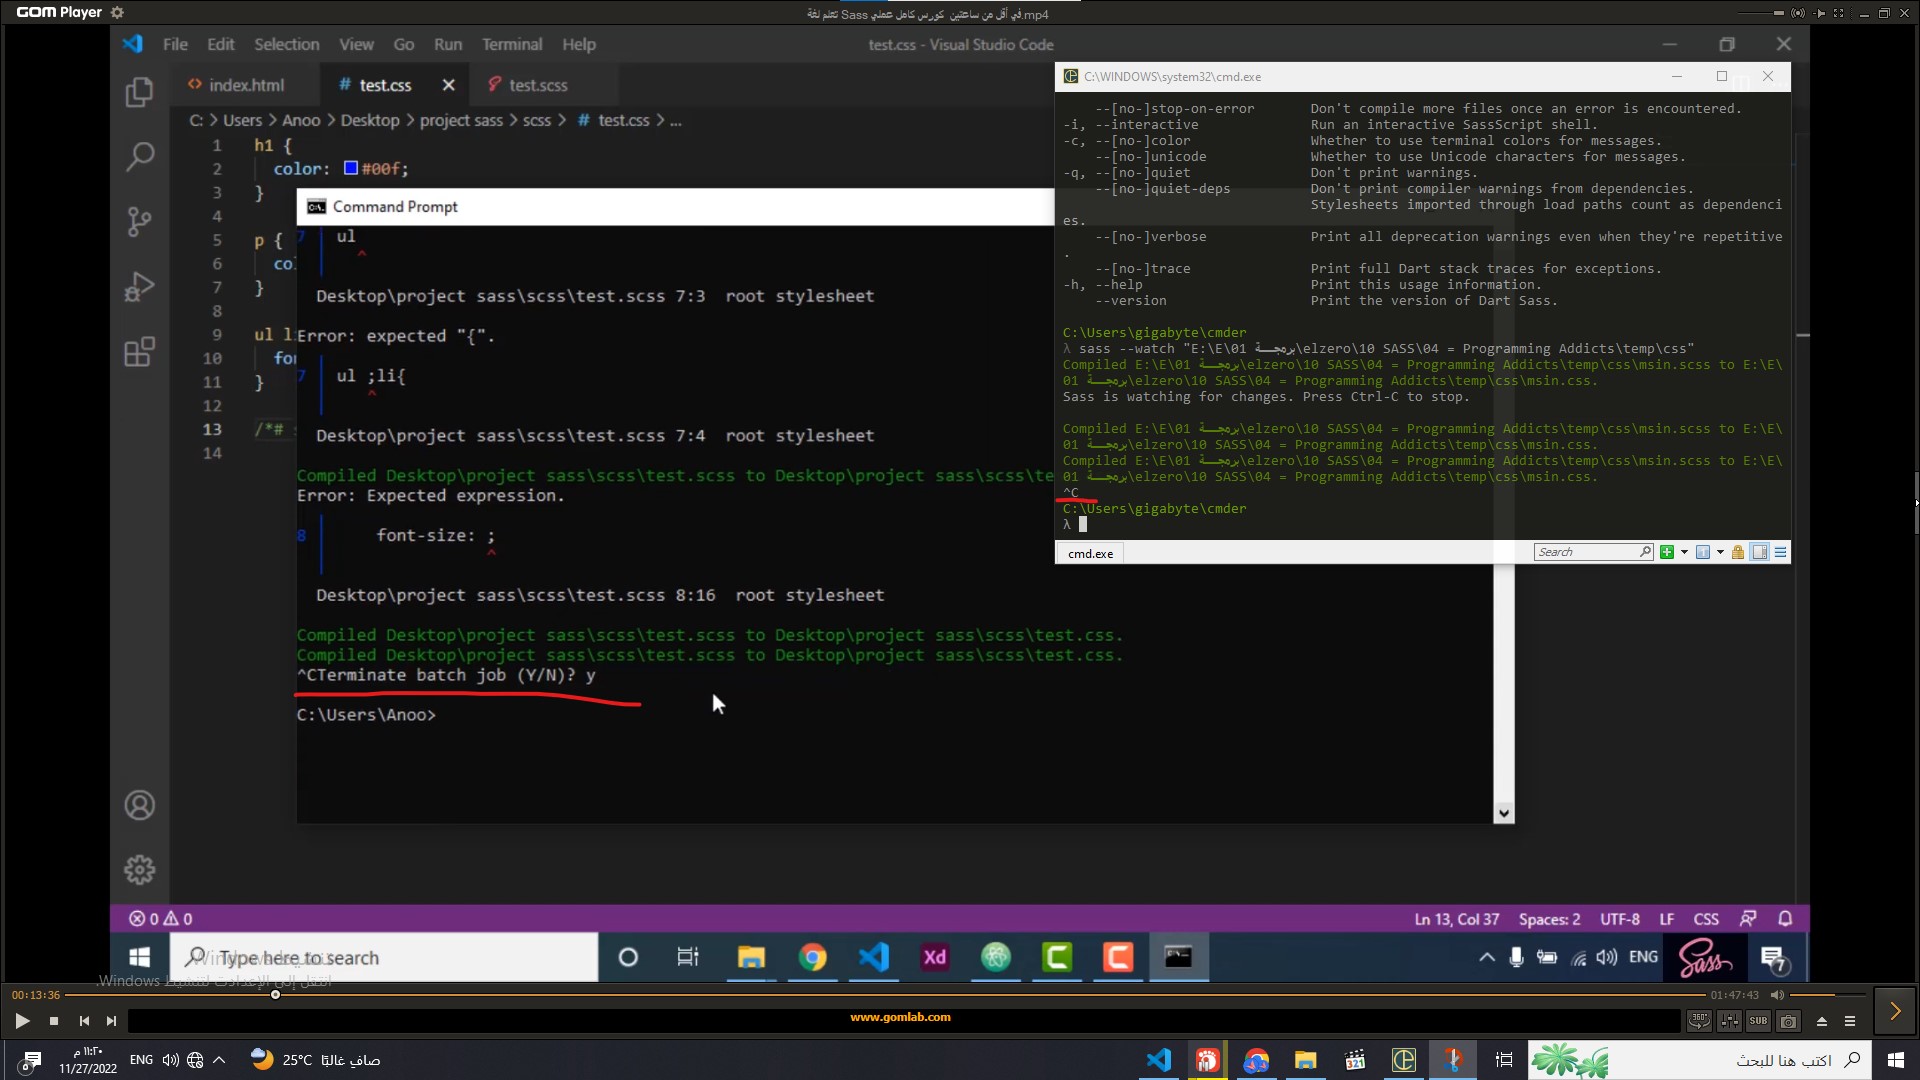 GOM Player
تعلم لغة Sass في أقل من ساعتين كورس كامل عملي.mp4
File Edit Selection View Go Run Terminal Help
test.css - Visual Studio Code
index.html
# test.css
test.scss
C: > Users > Anoo > Desktop > project sass > scss > # test.css > ...
1 h1 {
2 color: #00f;
3 }
4
5 p {
6 co
7 }
8
9 ul l
10 fo
11 }
12
13 /*#
14
Command Prompt
7 ul
^
Desktop\project sass\scss\test.scss 7:3 root stylesheet
Error: expected "{".
7 ul ;li{
^
Desktop\project sass\scss\test.scss 7:4 root stylesheet
Compiled Desktop\project sass\scss\test.scss to Desktop\project sass\scss\te
Error: Expected expression.
8 font-size: ;
^
Desktop\project sass\scss\test.scss 8:16 root stylesheet
Compiled Desktop\project sass\scss\test.scss to Desktop\project sass\scss\test.css.
Compiled Desktop\project sass\scss\test.scss to Desktop\project sass\scss\test.css.
^CTerminate batch job (Y/N)? y
C:\Users\Anoo>
C:\WINDOWS\system32\cmd.exe
--[no-]stop-on-error Don't compile more files once an error is encountered.
-i, --interactive Run an interactive SassScript shell.
-c, --[no-]color Whether to use terminal colors for messages.
--[no-]unicode Whether to use Unicode characters for messages.
-q, --[no-]quiet Don't print warnings.
--[no-]quiet-deps Don't print compiler warnings from dependencies.
Stylesheets imported through load paths count as dependenci
es.
--[no-]verbose Print all deprecation warnings even when they're repetitive
.
--[no-]trace Print full Dart stack traces for exceptions.
-h, --help Print this usage information.
--version Print the version of Dart Sass.
C:\Users\gigabyte\cmder
λ sass --watch "E:\E\01 برمجـــة\elzero\10 SASS\04 = Programming Addicts\temp\css"
Compiled E:\E\01 برمجـــة\elzero\10 SASS\04 = Programming Addicts\temp\css\msin.scss to E:\E\
01 برمجـــة\elzero\10 SASS\04 = Programming Addicts\temp\css\msin.css.
Sass is watching for changes. Press Ctrl-C to stop.
Compiled E:\E\01 برمجـــة\elzero\10 SASS\04 = Programming Addicts\temp\css\msin.scss to E:\E\
01 برمجـــة\elzero\10 SASS\04 = Programming Addicts\temp\css\msin.css.
Compiled E:\E\01 برمجـــة\elzero\10 SASS\04 = Programming Addicts\temp\css\msin.scss to E:\E\
01 برمجـــة\elzero\10 SASS\04 = Programming Addicts\temp\css\msin.css.
^C
C:\Users\gigabyte\cmder
λ
cmd.exe
Search
0 0
Ln 13, Col 37 Spaces: 2 UTF-8 LF CSS
Type here to search
Xd
ENG
Sass
7
تنشيط Windows
انتقل إلى الإعدادات لتنشيط Windows.
00:13:36
01:47:43
www.gomlab.com
360°
SUB
١١:٢٠ م
11/27/2022
ENG
25°C صافٍ غالبًا
321
اكتب هنا للبحث